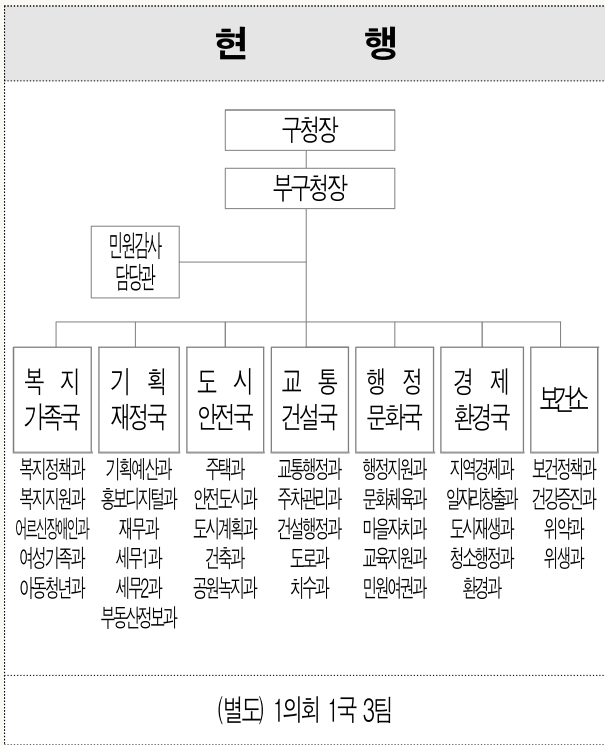 현 행
구청장
부구청장
민원감사
담당관
복 지
가족국
기 획
재정국
도 시
안전국
교 통
건설국
행 정
문화국
경 제
환경국
보건소
복지정책과
복지지원과
어르신장애인과
여성가족과
아동청년과
기획예산과
홍보디지털과
재무과
세무1과
세무2과
부동산정보과
주택과
안전도시과
도시계획과
건축과
공원녹지과
교통행정과
주차관리과
건설행정과
도로과
치수과
행정지원과
문화체육과
마을자치과
교육지원과
민원여권과
지역경제과
일자리창출과
도시재생과
청소행정과
환경과
보건정책과
건강증진과
위약과
위생과
(별도) 1의회 1국 3팀